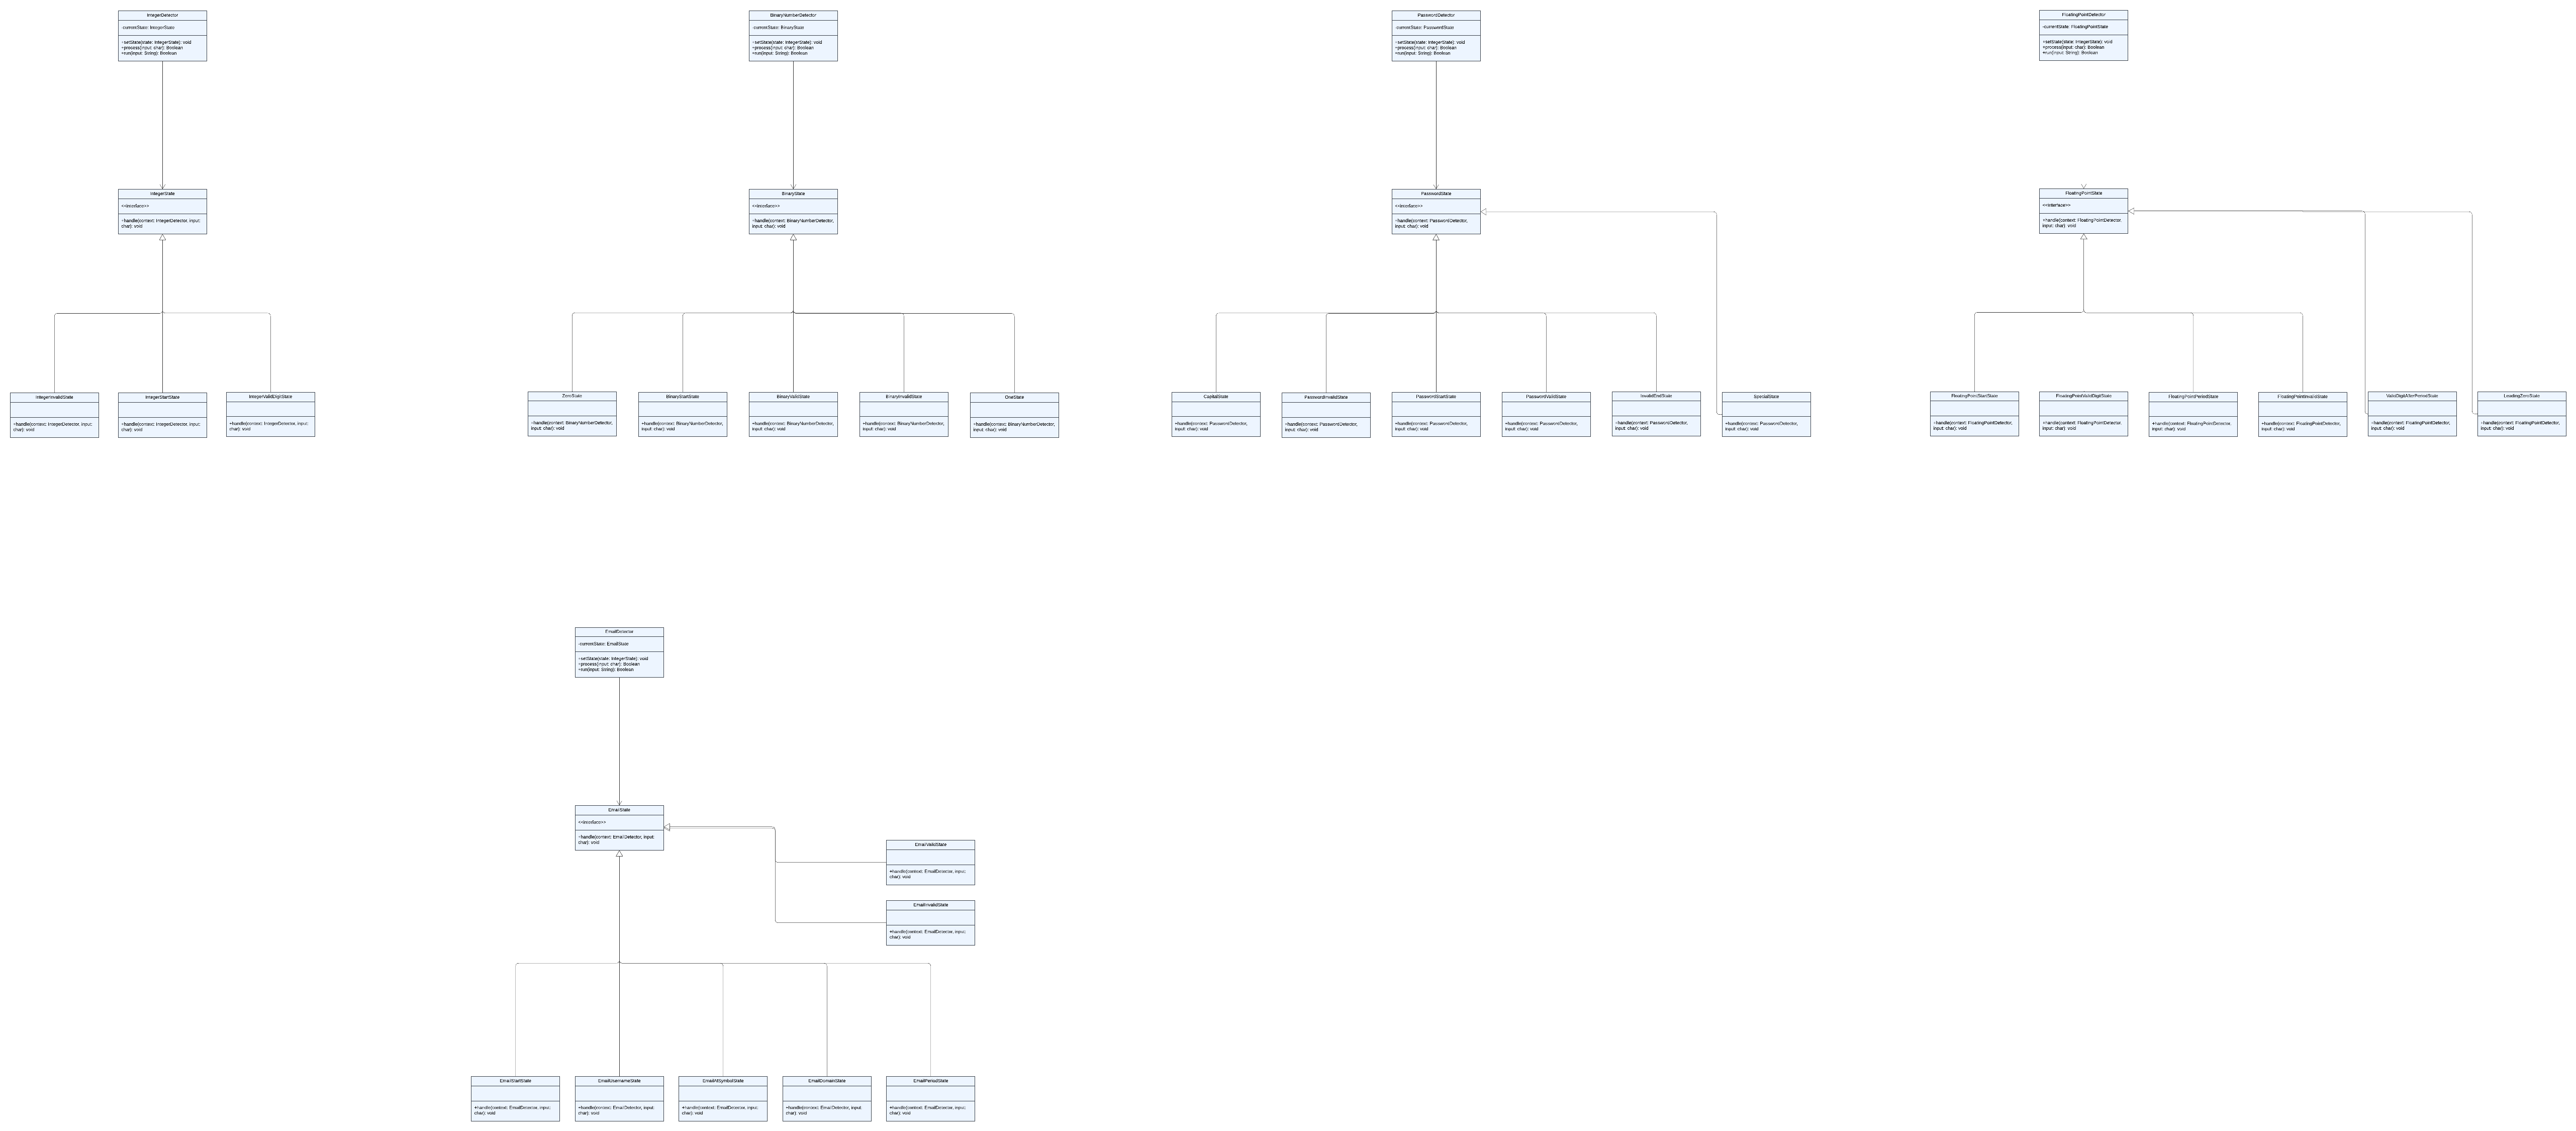 IntegerDetector
-currentState: IntegerState
+setState(state: IntegerState): void
+process(input: char): Boolean
+run(input: String): Boolean
BinaryNumberDetector
-currentState: BinaryState
+setState(state: IntegerState): void
+process(input: char): Boolean
+run(input: String): Boolean
PasswordDetector
-currentState: PasswordState
+setState(state: IntegerState): void
+process(input: char): Boolean
+run(input: String): Boolean
FloatingPointDetector
-currentState: FloatingPointState
+setState(state: IntegerState): void
+process(input: char): Boolean
+run(input: String): Boolean
IntegerState
<<interface>>
+handle(context: IntegerDetector, input:
char): void
BinaryState
<<interface>>
+handle(context: BinaryNumberDetector,
input: char): void
PasswordState
<<interface>>
+handle(context: PasswordDetector,
input: char): void
FloatingPointState
<<interface>>
+handle(context: FloatingPointDetector,
input: char): void
IntegerInvalidState
+handle(context: IntegerDetector, input:
char): void
IntegerStartState
+handle(context: IntegerDetector, input:
char): void
IntegerValidDigitState
+handle(context: IntegerDetector, input:
char): void
ZeroState
+handle(context: BinaryNumberDetector,
input: char): void
BinaryStartState
+handle(context: BinaryNumberDetector,
input: char): void
BinaryValidState
+handle(context: BinaryNumberDetector,
input: char): void
BinaryInvalidState
+handle(context: BinaryNumberDetector,
input: char): void
OneState
+handle(context: BinaryNumberDetector,
input: char): void
CapitalState
+handle(context: PasswordDetector,
input: char): void
PasswordInvalidState
+handle(context: PasswordDetector,
input: char): void
PasswordStartState
+handle(context: PasswordDetector,
input: char): void
PasswordValidState
+handle(context: PasswordDetector,
input: char): void
InvalidEndState
+handle(context: PasswordDetector,
input: char): void
SpecialState
+handle(context: PasswordDetector,
input: char): void
FloatingPointStartState
+handle(context: FloatingPointDetector,
input: char): void
FloatingPointValidDigitState
+handle(context: FloatingPointDetector,
input: char): void
FloatingPointPeriodState
+handle(context: FloatingPointDetector,
input: char): void
FloatingPointInvalidState
+handle(context: FloatingPointDetector,
input: char): void
ValidDigitAfterPeriodState
+handle(context: FloatingPointDetector,
input: char): void
LeadingZeroState
+handle(context: FloatingPointDetector,
input: char): void
EmailDetector
-currentState: EmailState
+setState(state: IntegerState): void
+process(input: char): Boolean
+run(input: String): Boolean
EmailState
<<interface>>
+handle(context: EmailDetector, input:
char): void
EmailValidState
+handle(context: EmailDetector, input:
char): void
EmailInvalidState
+handle(context: EmailDetector, input:
char): void
EmailStartState
+handle(context: EmailDetector, input:
char): void
EmailUsernameState
+handle(context: EmailDetector, input:
char): void
EmailAtSymbolState
+handle(context: EmailDetector, input:
char): void
EmailDomainState
+handle(context: EmailDetector, input:
char): void
EmailPeriodState
+handle(context: EmailDetector, input:
char): void